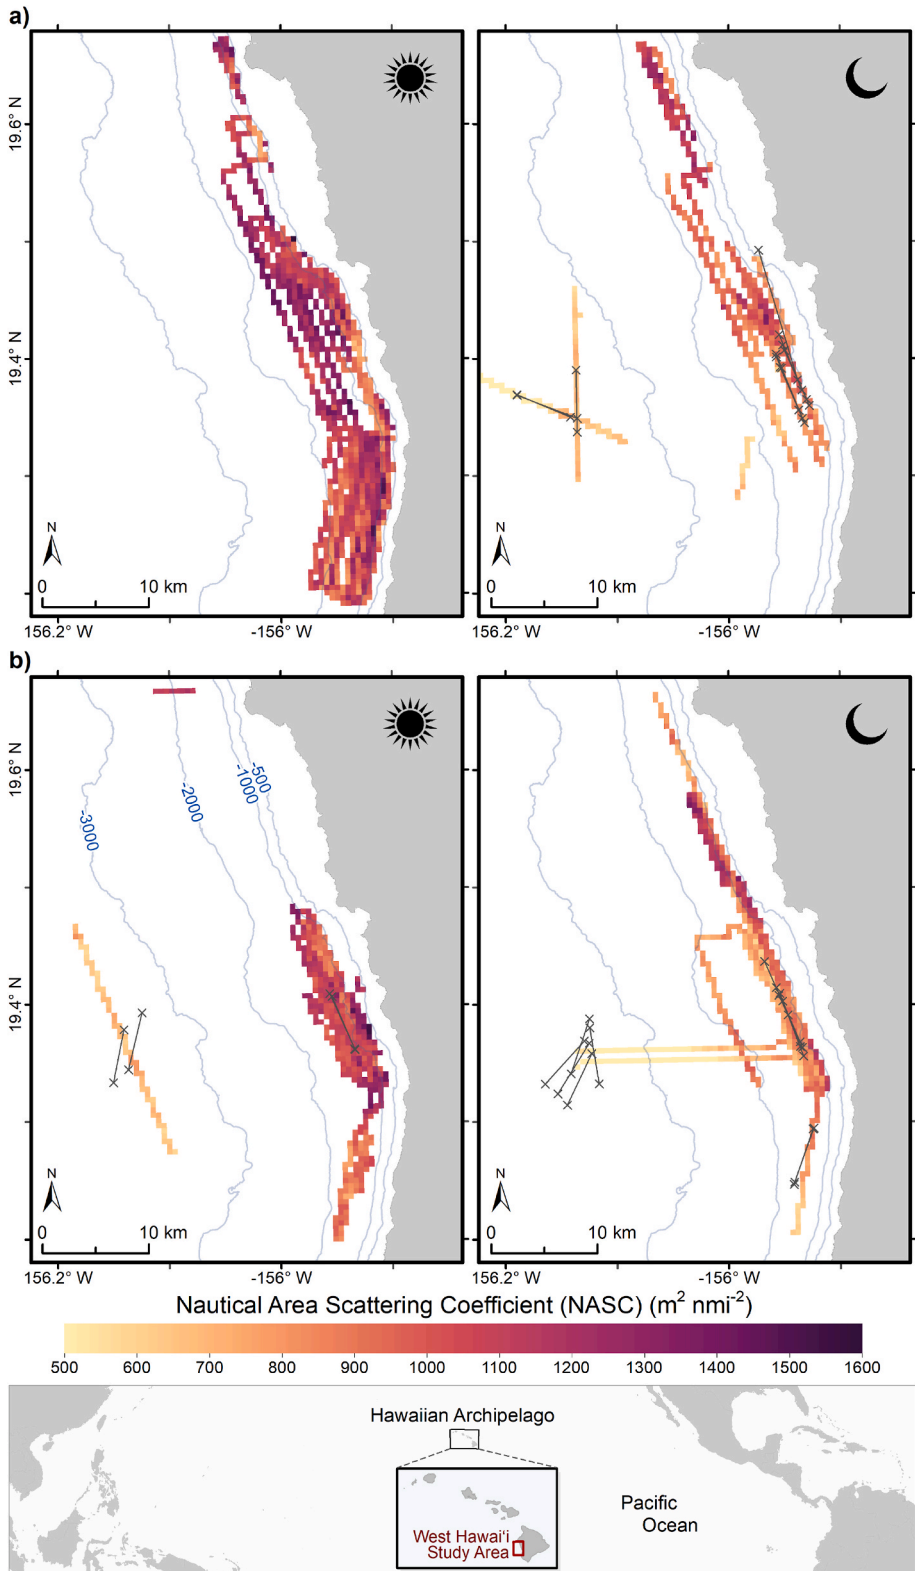 a)
19.6° N
19.4° N
N
0 10 km
N
0 10 km
156.2° W -156° W
156.2° W -156° W
b)
19.6° N
19.4° N
-3000
-2000
-1000
-500
N
0 10 km
N
0 10 km
156.2° W -156° W
156.2° W -156° W
Nautical Area Scattering Coefficient (NASC) (m² nmi⁻²)
500 600 700 800 900 1000 1100 1200 1300 1400 1500 1600
Hawaiian Archipelago
Pacific
Ocean
West Hawai'i
Study Area